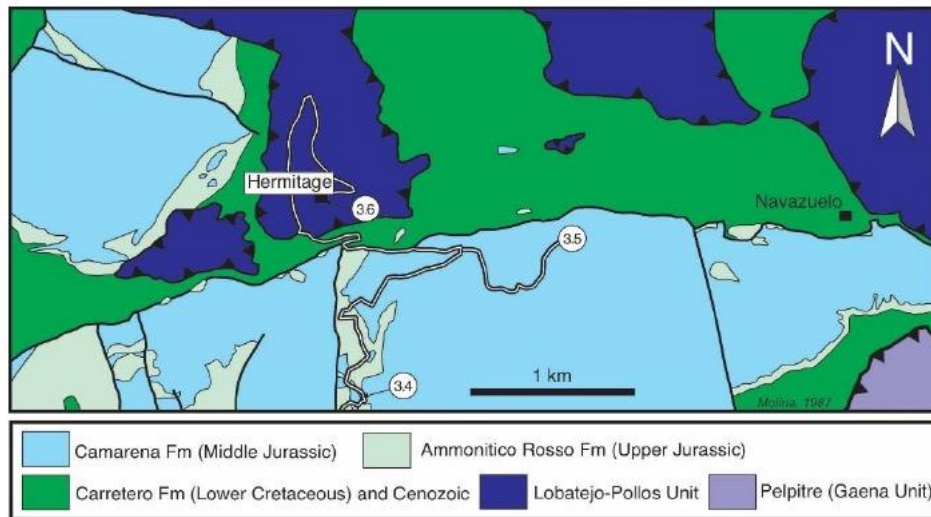 N
Hermitage
Navazuelo
3.6
3.5
3.4
1 km
Molina, 1987
Camarena Fm (Middle Jurassic)
Ammonitico Rosso Fm (Upper Jurassic)
Carretero Fm (Lower Cretaceous) and Cenozoic
Lobatejo-Pollos Unit
Pelpitre (Gaena Unit)